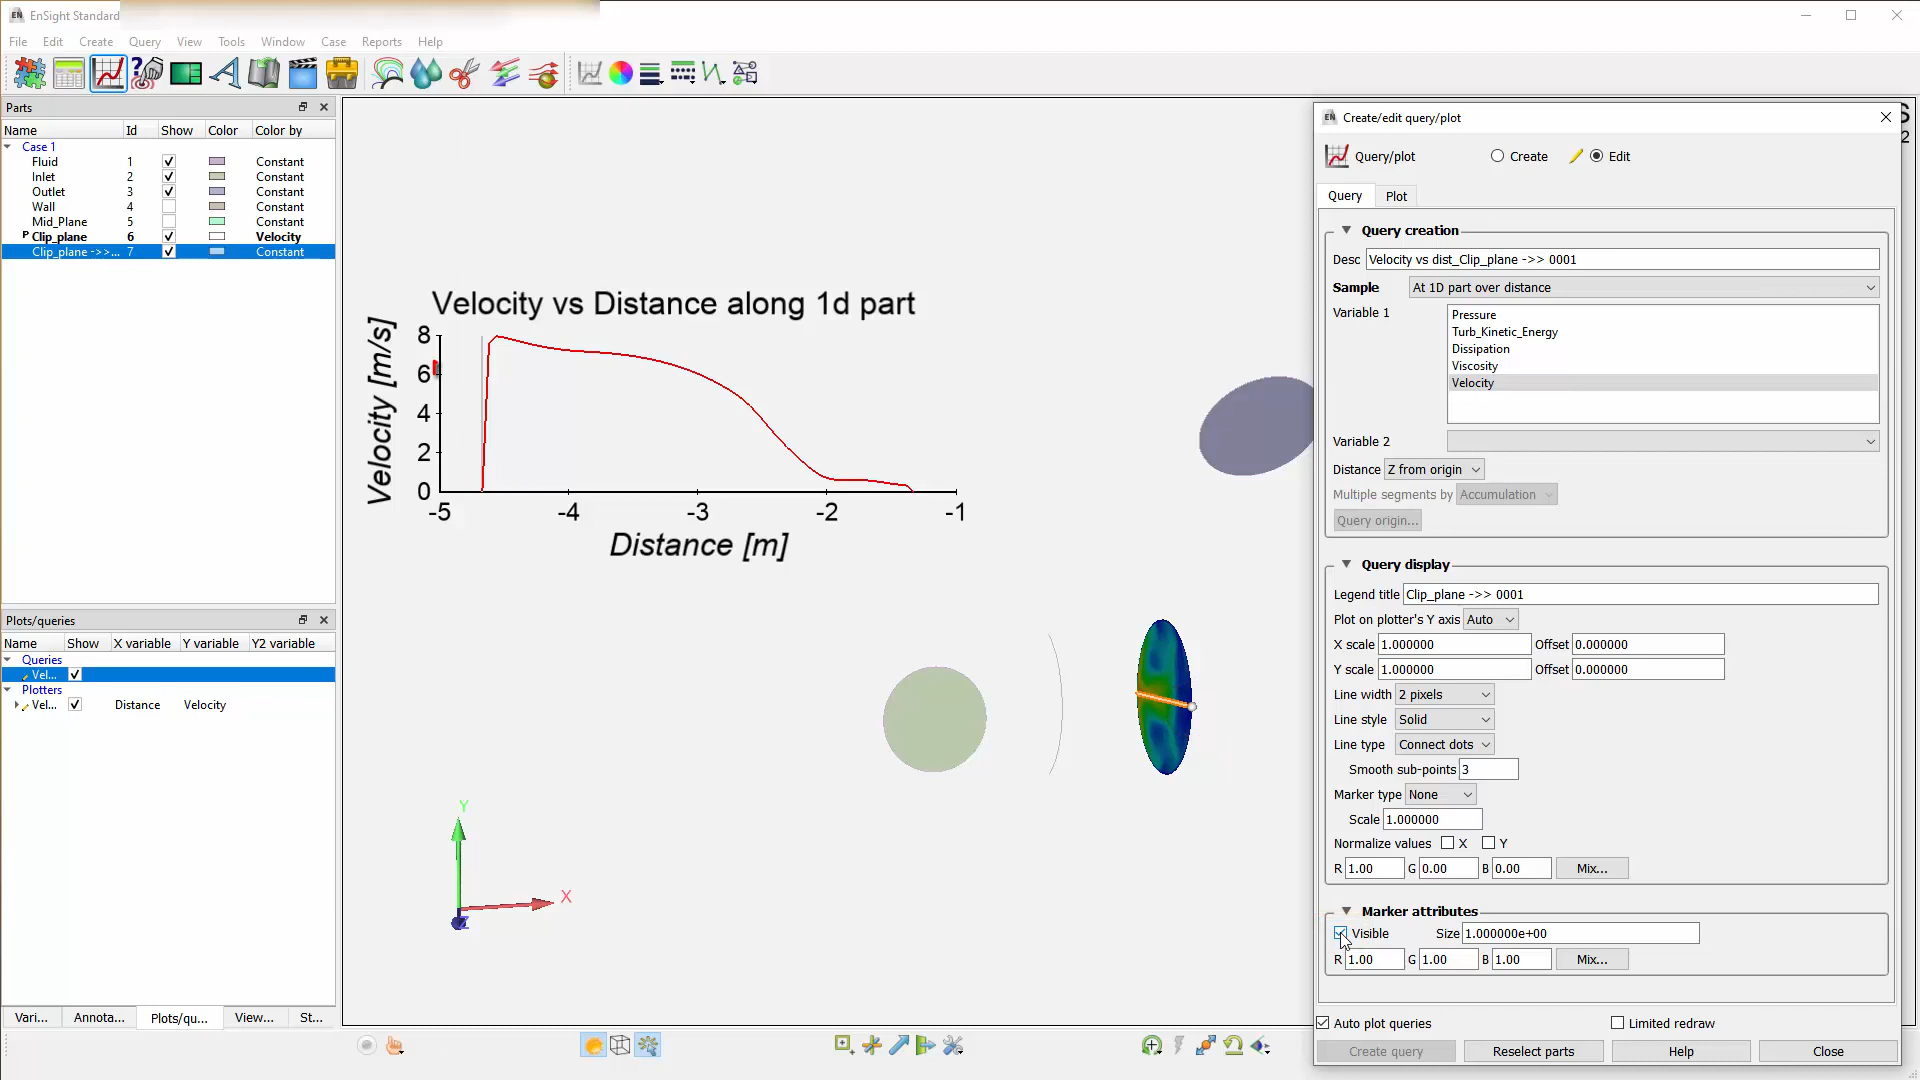 EnSight Standard
File Edit Create Query View Tools Window Case Reports Help
Parts
Name Id Show Color Color by
Case 1
Fluid 1 Constant
Inlet 2 Constant
Outlet 3 Constant
Wall 4 Constant
Mid_Plane 5 Constant
P Clip_plane 6 Velocity
Clip_plane ->>... 7 Constant
Plots/queries
Name Show X variable Y variable Y2 variable
Queries
Vel...
Plotters
Vel... Distance Velocity
Vari... Annota... Plots/qu... View... St...
Velocity vs Distance along 1d part
Velocity [m/s]
8
6
4
2
0
-5 -4 -3 -2 -1
Distance [m]
Y
X
Z
S
2
EN Create/edit query/plot
Query/plot Create Edit
Query Plot
Query creation
Desc Velocity vs dist_Clip_plane ->> 0001
Sample At 1D part over distance
Variable 1
Pressure
Turb_Kinetic_Energy
Dissipation
Viscosity
Velocity
Variable 2
Distance Z from origin
Multiple segments by Accumulation
Query origin...
Query display
Legend title Clip_plane ->> 0001
Plot on plotter's Y axis Auto
X scale 1.000000 Offset 0.000000
Y scale 1.000000 Offset 0.000000
Line width 2 pixels
Line style Solid
Line type Connect dots
Smooth sub-points 3
Marker type None
Scale 1.000000
Normalize values X Y
R 1.00 G 0.00 B 0.00 Mix...
Marker attributes
Visible Size 1.000000e+00
R 1.00 G 1.00 B 1.00 Mix...
Auto plot queries Limited redraw
Create query Reselect parts Help Close